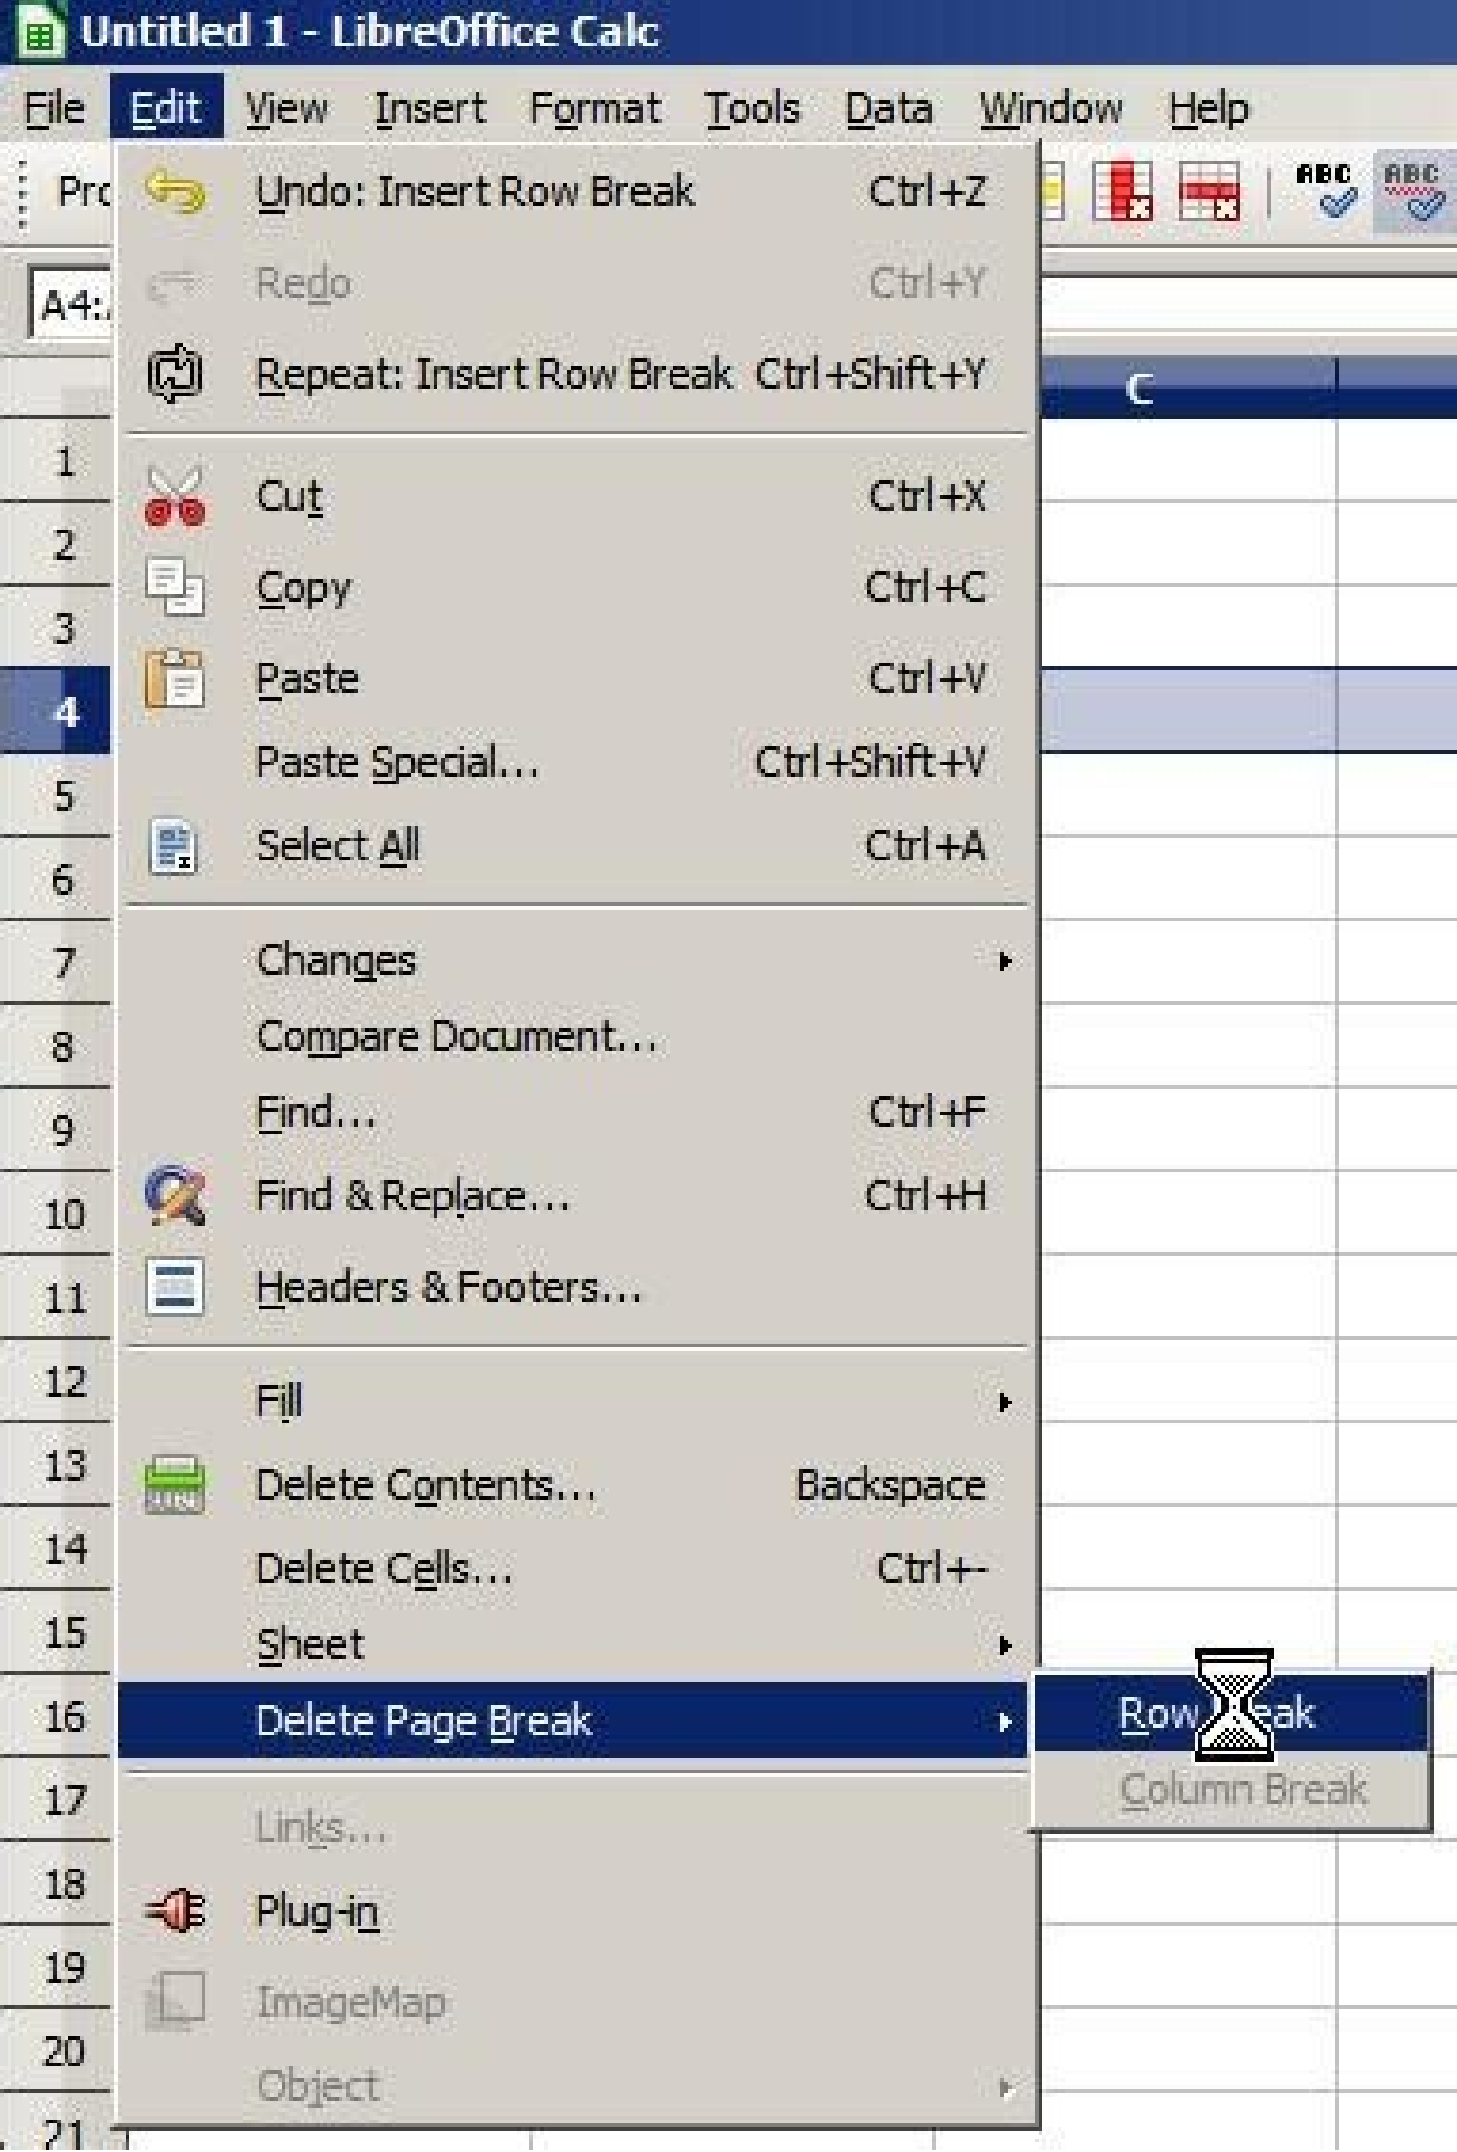 Untitled 1 - LibreOffice Calc
File Edit View Insert Format Tools Data Window Help
ABC ABC
Undo: Insert Row Break Ctrl+Z
Redo Ctrl+Y
A4:
Repeat: Insert Row Break Ctrl+Shift+Y
C
1
Cut Ctrl+X
2
Copy Ctrl+C
3
Paste Ctrl+V
4
Paste Special... Ctrl+Shift+V
5
Select All Ctrl+A
6
Changes
7
Compare Document...
8
Find... Ctrl+F
9
Find & Replace... Ctrl+H
10
Headers & Footers...
11
12
Fill
13
Delete Contents... Backspace
14
Delete Cells... Ctrl+-
15
Sheet
16
Delete Page Break
Row
Column Break
17
Links...
18
Plug-in
19
ImageMap
20
Object
21